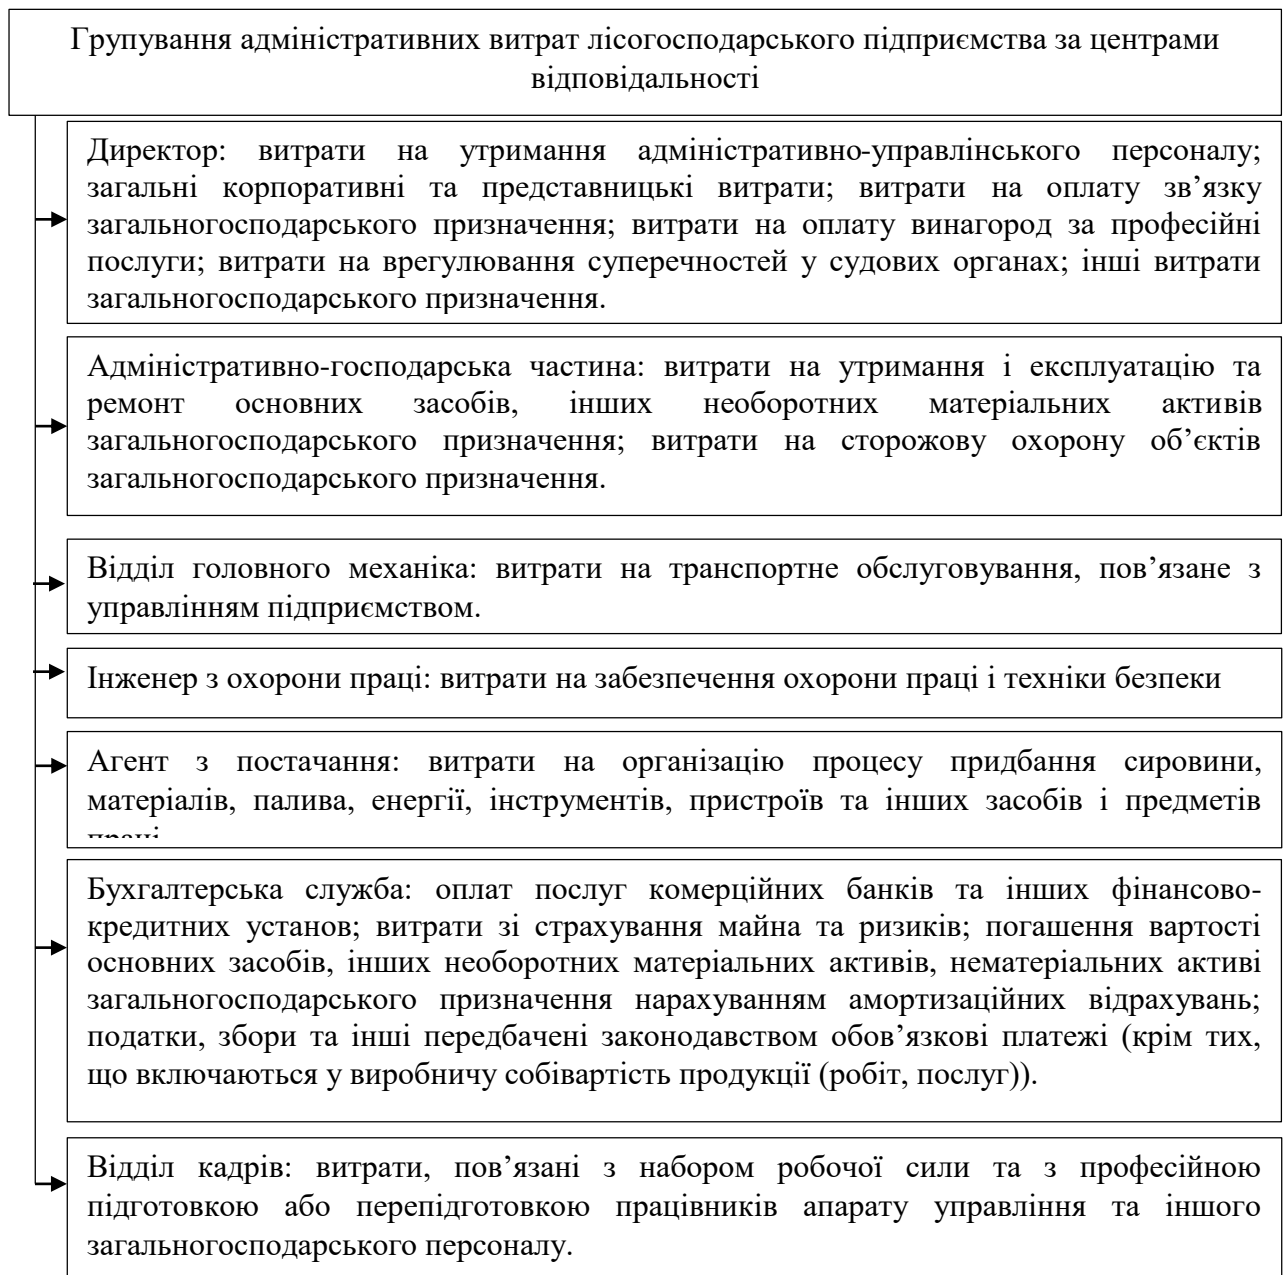 Групування адміністративних витрат лісогосподарського підприємства за центрами
відповідальності
Директор: витрати на утримання адміністративно-управлінського персоналу;
загальні корпоративні та представницькі витрати; витрати на оплату зв’язку
загальногосподарського призначення; витрати на оплату винагород за професійні
послуги; витрати на врегулювання суперечностей у судових органах; інші витрати
загальногосподарського призначення.
Адміністративно-господарська частина: витрати на утримання і експлуатацію та
ремонт основних засобів, інших необоротних матеріальних активів
загальногосподарського призначення; витрати на сторожову охорону об’єктів
загальногосподарського призначення.
Відділ головного механіка: витрати на транспортне обслуговування, пов’язане з
управлінням підприємством.
Інженер з охорони праці: витрати на забезпечення охорони праці і техніки безпеки
Агент з постачання: витрати на організацію процесу придбання сировини,
матеріалів, палива, енергії, інструментів, пристроїв та інших засобів і предметів
Бухгалтерська служба: оплат послуг комерційних банків та інших фінансово-
кредитних установ; витрати зі страхування майна та ризиків; погашення вартості
основних засобів, інших необоротних матеріальних активів, нематеріальних активі
загальногосподарського призначення нарахуванням амортизаційних відрахувань;
податки, збори та інші передбачені законодавством обов’язкові платежі (крім тих,
що включаються у виробничу собівартість продукції (робіт, послуг)).
Відділ кадрів: витрати, пов’язані з набором робочої сили та з професійною
підготовкою або перепідготовкою працівників апарату управління та іншого
загальногосподарського персоналу.